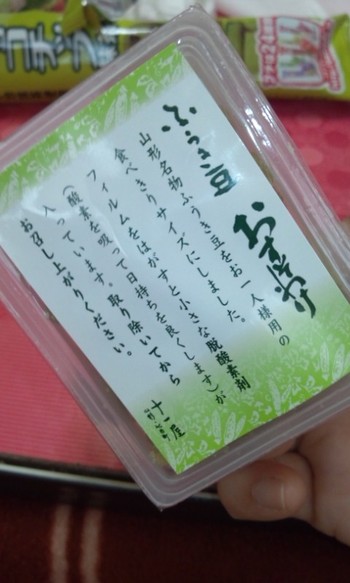 ふうき豆
おすそわけ
山形名物ふうき豆をお一人様用の
食べきりサイズにしました。
フィルムをはがすと小さな脱酸素剤
(酸素を吸って日持ちを良くします)が
入っています。取り除いてから
お召し上がりください。
十一屋